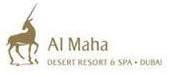 Al Maha
DESERT RESORT & SPA • DUBAI